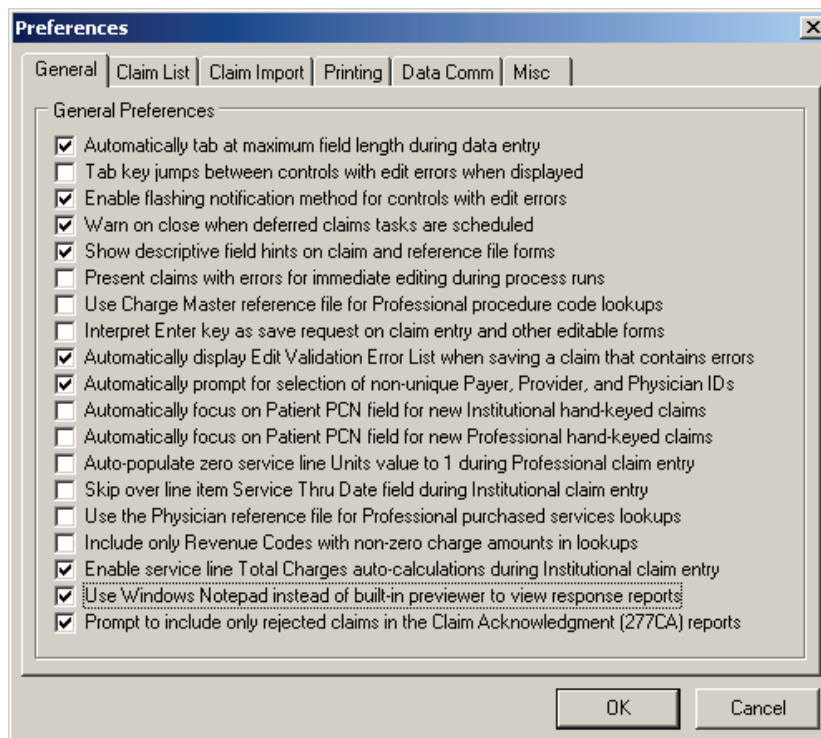 Preferences
General Claim List Claim Import Printing Data Comm Misc
General Preferences
Automatically tab at maximum field length during data entry
Tab key jumps between controls with edit errors when displayed
Enable flashing notification method for controls with edit errors
Warn on close when deferred claims tasks are scheduled
Show descriptive field hints on claim and reference file forms
Present claims with errors for immediate editing during process runs
Use Charge Master reference file for Professional procedure code lookups
Interpret Enter key as save request on claim entry and other editable forms
Automatically display Edit Validation Error List when saving a claim that contains errors
Automatically prompt for selection of non-unique Payer, Provider, and Physician IDs
Automatically focus on Patient PCN field for new Institutional hand-keyed claims
Automatically focus on Patient PCN field for new Professional hand-keyed claims
Auto-populate zero service line Units value to 1 during Professional claim entry
Skip over line item Service Thru Date field during Institutional claim entry
Use the Physician reference file for Professional purchased services lookups
Include only Revenue Codes with non-zero charge amounts in lookups
Enable service line Total Charges auto-calculations during Institutional claim entry
Use Windows Notepad instead of built-in previewer to view response reports
Prompt to include only rejected claims in the Claim Acknowledgment (277CA) reports
OK Cancel